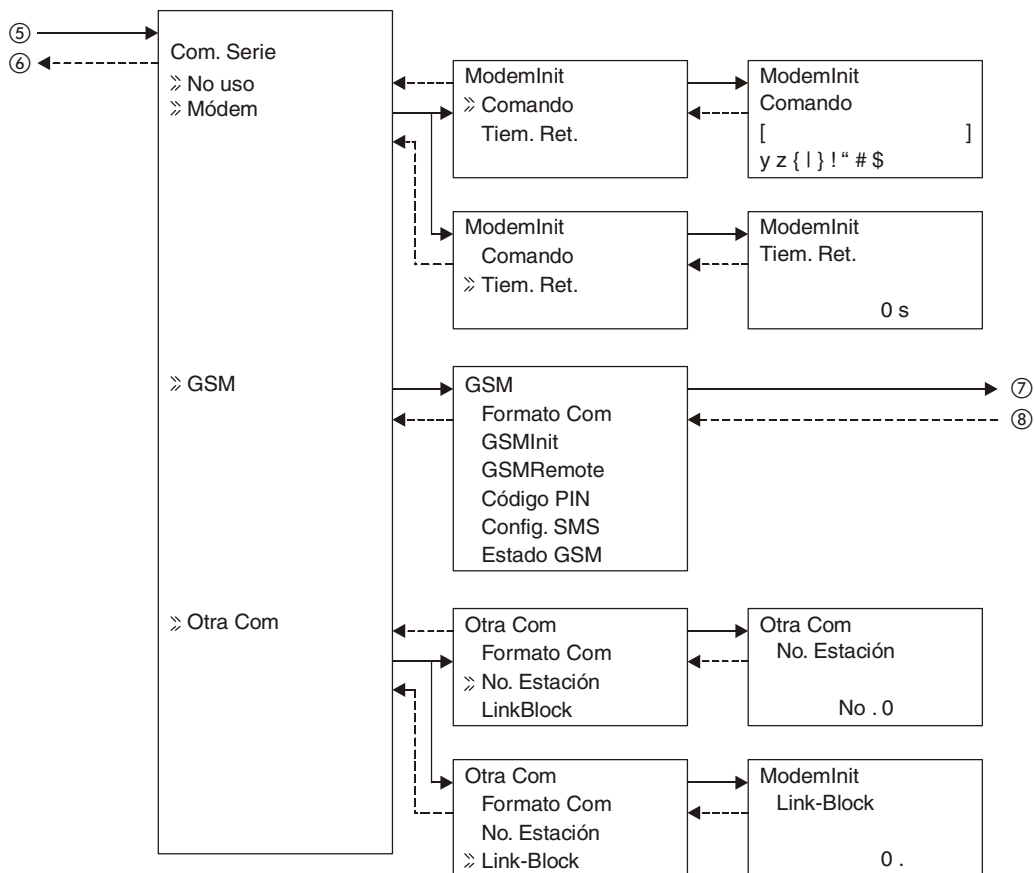 ⑤
⑥
Com. Serie
» No uso
» Módem
ModemInit
» Comando
Tiem. Ret.
ModemInit
Comando
[ ]
y z { | } ! “ # $
ModemInit
Comando
» Tiem. Ret.
ModemInit
Tiem. Ret.
0 s
» GSM
GSM
Formato Com
GSMInit
GSMRemote
Código PIN
Config. SMS
Estado GSM
⑦
⑧
» Otra Com
Otra Com
Formato Com
» No. Estación
LinkBlock
Otra Com
No. Estación
No . 0
Otra Com
Formato Com
No. Estación
» Link-Block
ModemInit
Link-Block
0 .